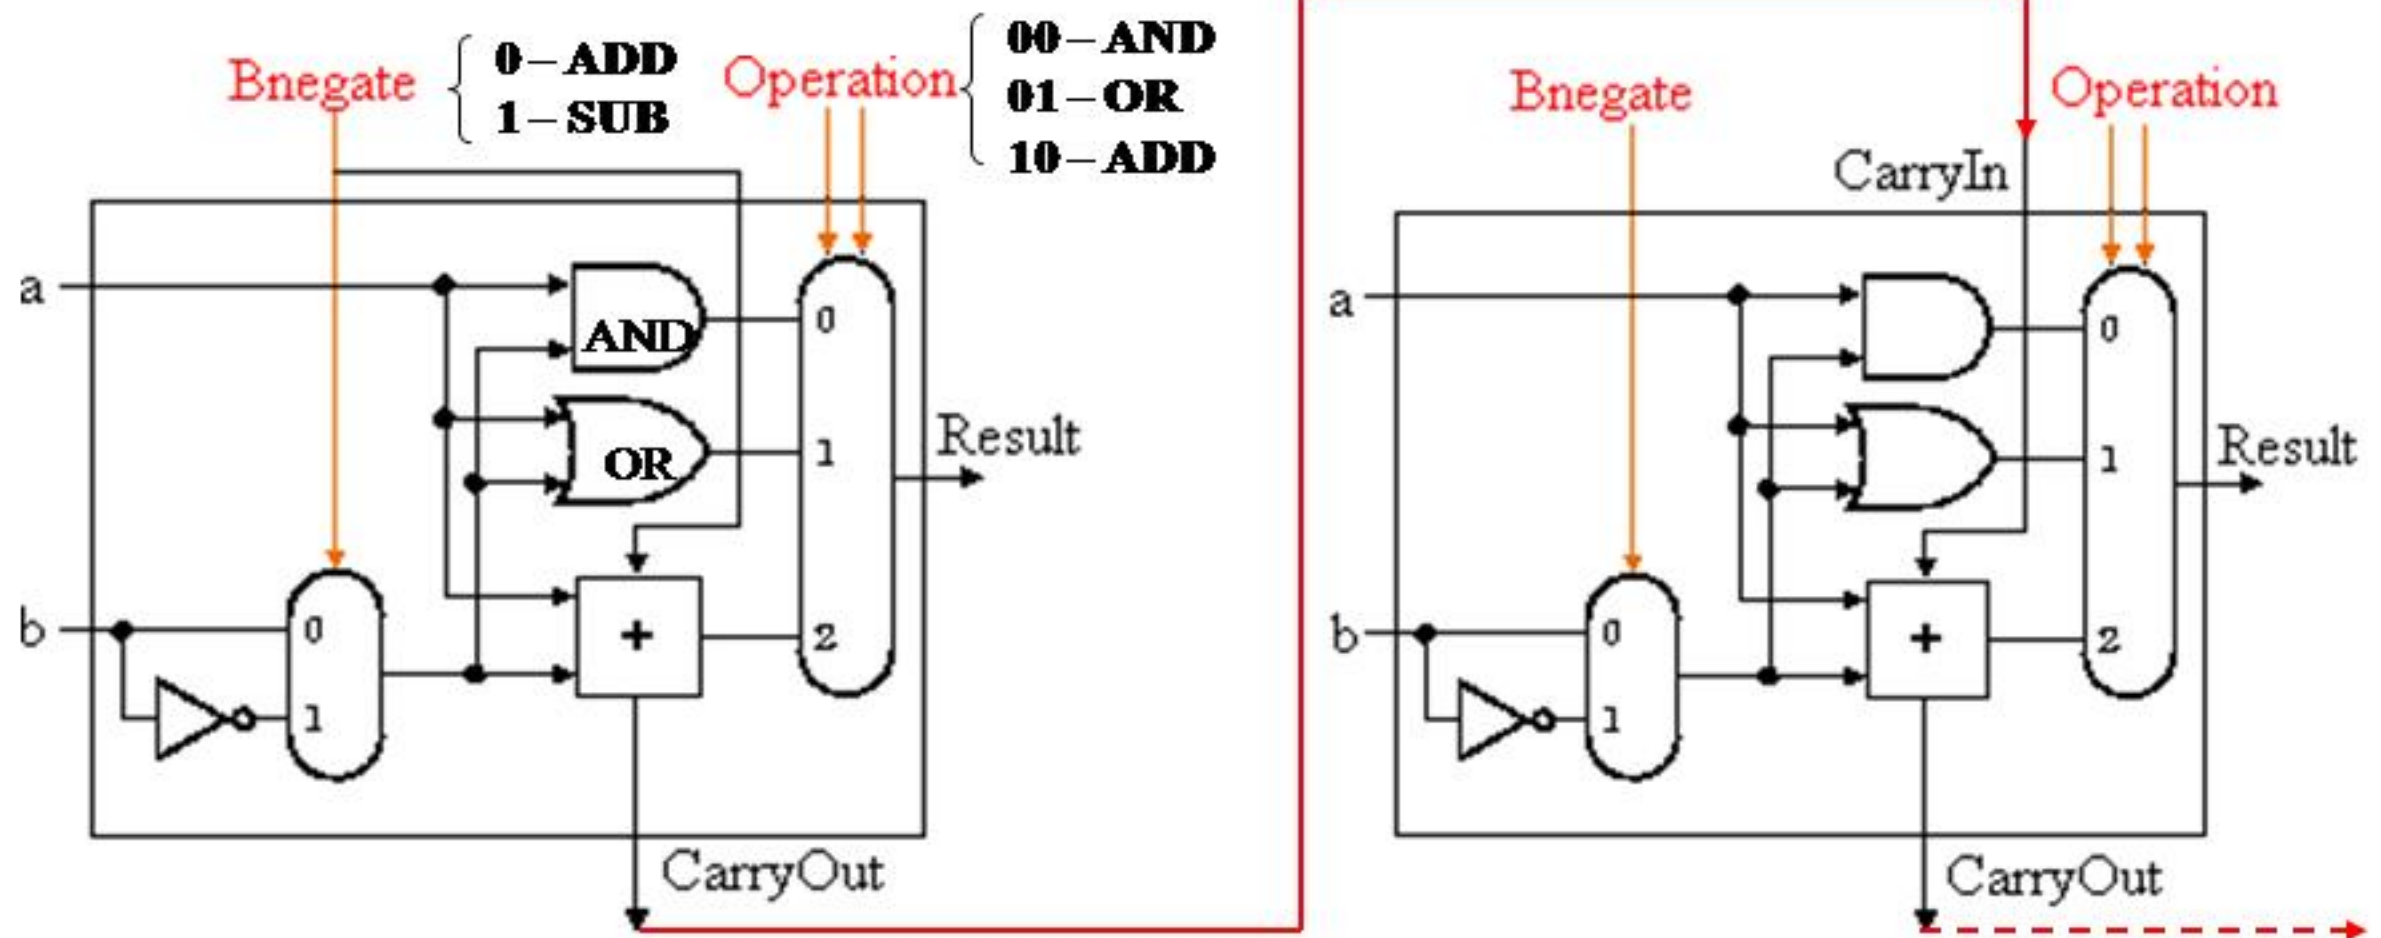 Bnegate
0–ADD
1–SUB
Operation
00–AND
01–OR
10–ADD
a
AND
0
OR
1
Result
b
0
+
2
1
CarryOut
Bnegate
Operation
CarryIn
a
0
1
Result
b
0
+
2
1
CarryOut